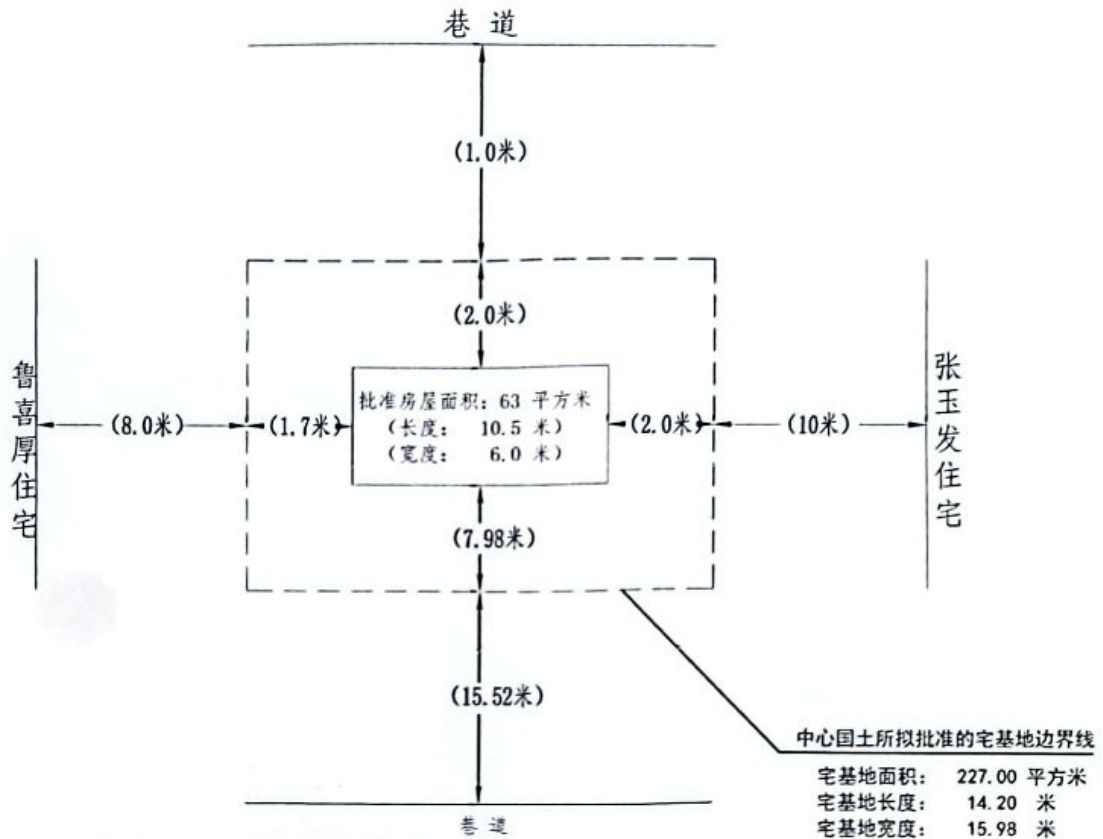 巷道
(1.0米)
(2.0米)
鲁喜厚住宅
(8.0米)
(1.7米)
批准房屋面积：63 平方米
(长度： 10.5 米)
(宽度： 6.0 米)
(2.0米)
(10米)
张玉发住宅
(7.98米)
(15.52米)
中心国土所拟批准的宅基地边界线
宅基地面积： 227.00 平方米
宅基地长度： 14.20 米
宅基地宽度： 15.98 米
巷道